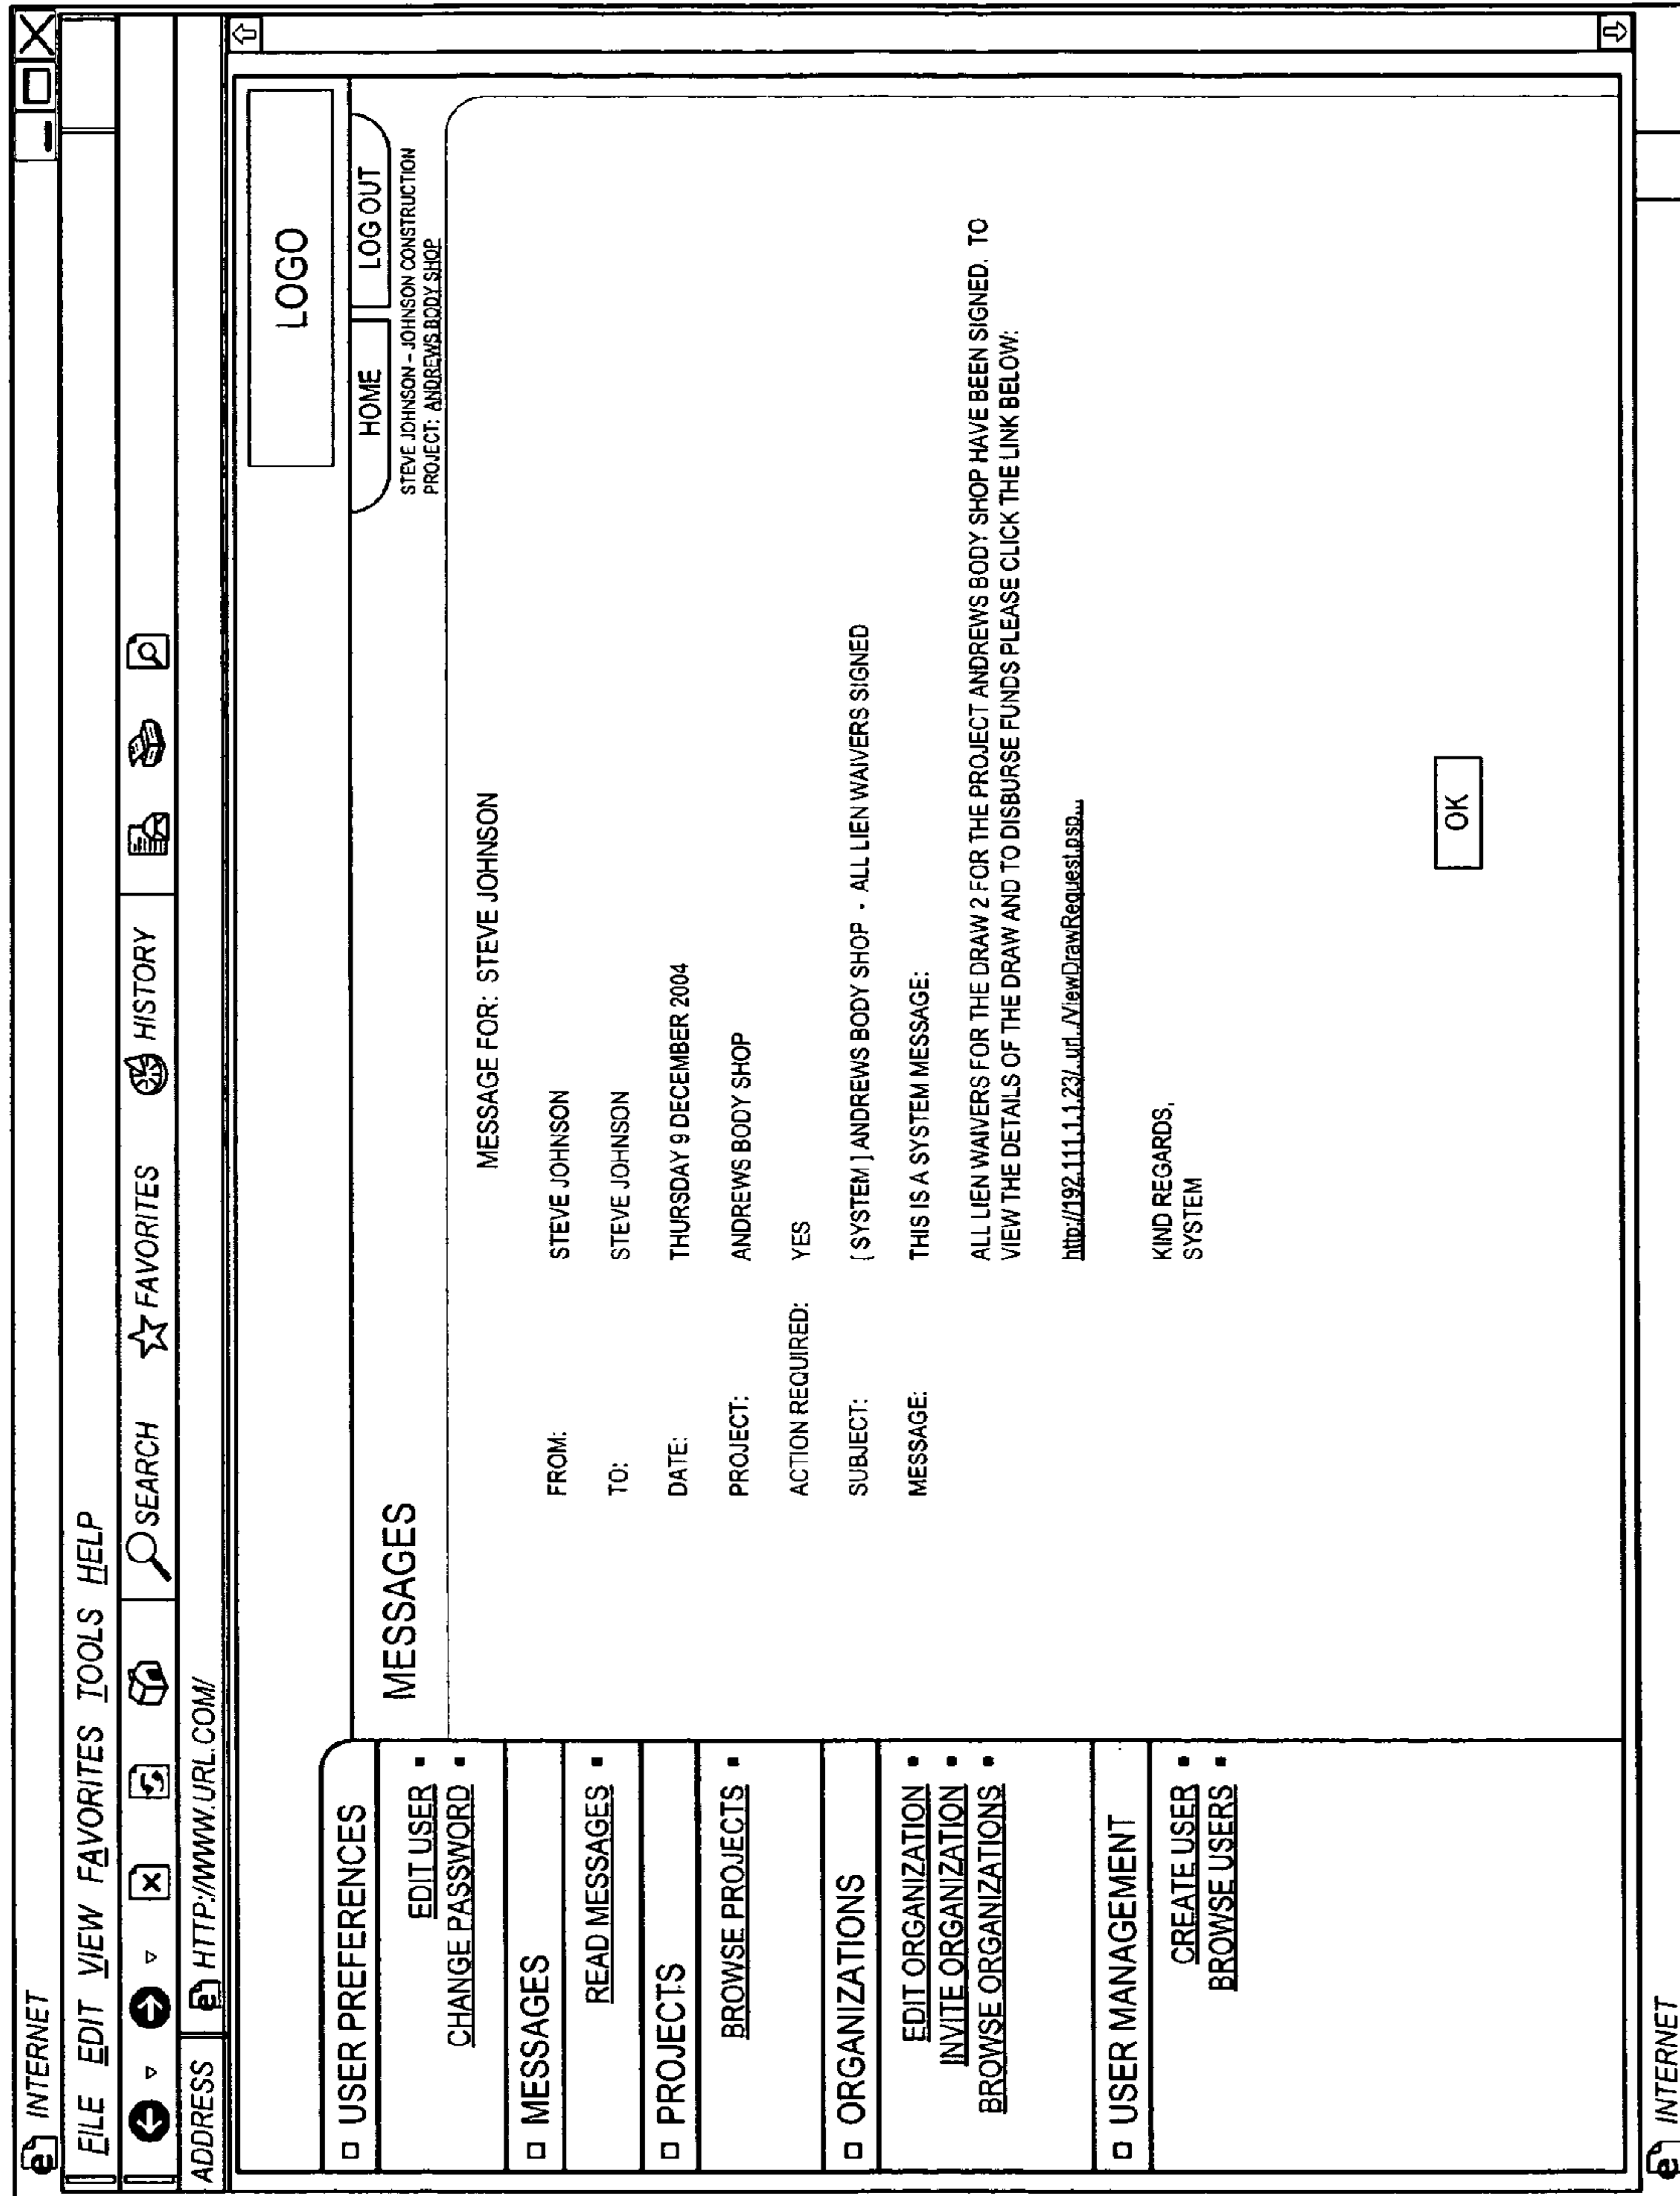 INTERNET
FILE EDIT VIEW FAVORITES TOOLS HELP
SEARCH FAVORITES HISTORY
ADDRESS HTTP://WWW.URL.COM/
LOGO
HOME LOG OUT
STEVE JOHNSON - JOHNSON CONSTRUCTION
PROJECT: ANDREWS BODY SHOP
USER PREFERENCES
EDIT USER
CHANGE PASSWORD
MESSAGES
READ MESSAGES
PROJECTS
BROWSE PROJECTS
ORGANIZATIONS
EDIT ORGANIZATION
INVITE ORGANIZATION
BROWSE ORGANIZATIONS
USER MANAGEMENT
CREATE USER
BROWSE USERS
MESSAGES
MESSAGE FOR: STEVE JOHNSON
FROM: STEVE JOHNSON
TO: STEVE JOHNSON
DATE: THURSDAY 9 DECEMBER 2004
PROJECT: ANDREWS BODY SHOP
ACTION REQUIRED: YES
SUBJECT: [ SYSTEM ] ANDREWS BODY SHOP - ALL LIEN WAIVERS SIGNED
MESSAGE: THIS IS A SYSTEM MESSAGE:
ALL LIEN WAIVERS FOR THE DRAW 2 FOR THE PROJECT ANDREWS BODY SHOP HAVE BEEN SIGNED. TO
VIEW THE DETAILS OF THE DRAW AND TO DISBURSE FUNDS PLEASE CLICK THE LINK BELOW:
http://192.111.1.1.23/..url../ViewDrawRequest.psp...
KIND REGARDS,
SYSTEM
OK
INTERNET